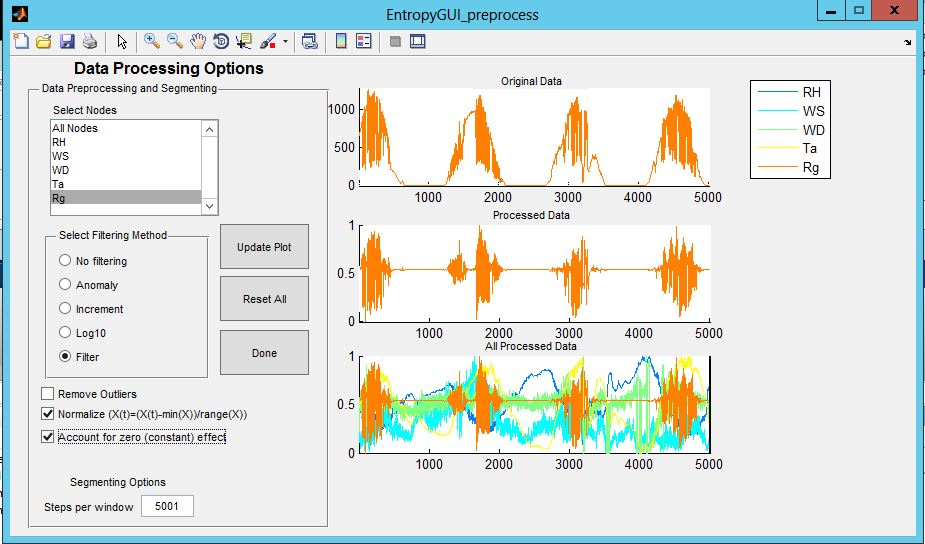 EntropyGUI_preprocess
Data Processing Options
Data Preprocessing and Segmenting
Select Nodes
All Nodes
RH
WS
WD
Ta
Rg
Select Filtering Method
No filtering
Anomaly
Increment
Log10
Filter
Update Plot
Reset All
Done
Remove Outliers
Normalize (X(t)=(X(t)-min(X))/range(X))
Account for zero (constant) effect
Segmenting Options
Steps per window 5001
Original Data
1000
500
0
1000 2000 3000 4000 5000
Processed Data
1
0.5
0
1000 2000 3000 4000 5000
All Processed Data
1
0.5
0
1000 2000 3000 4000 5000
RH
WS
WD
Ta
Rg